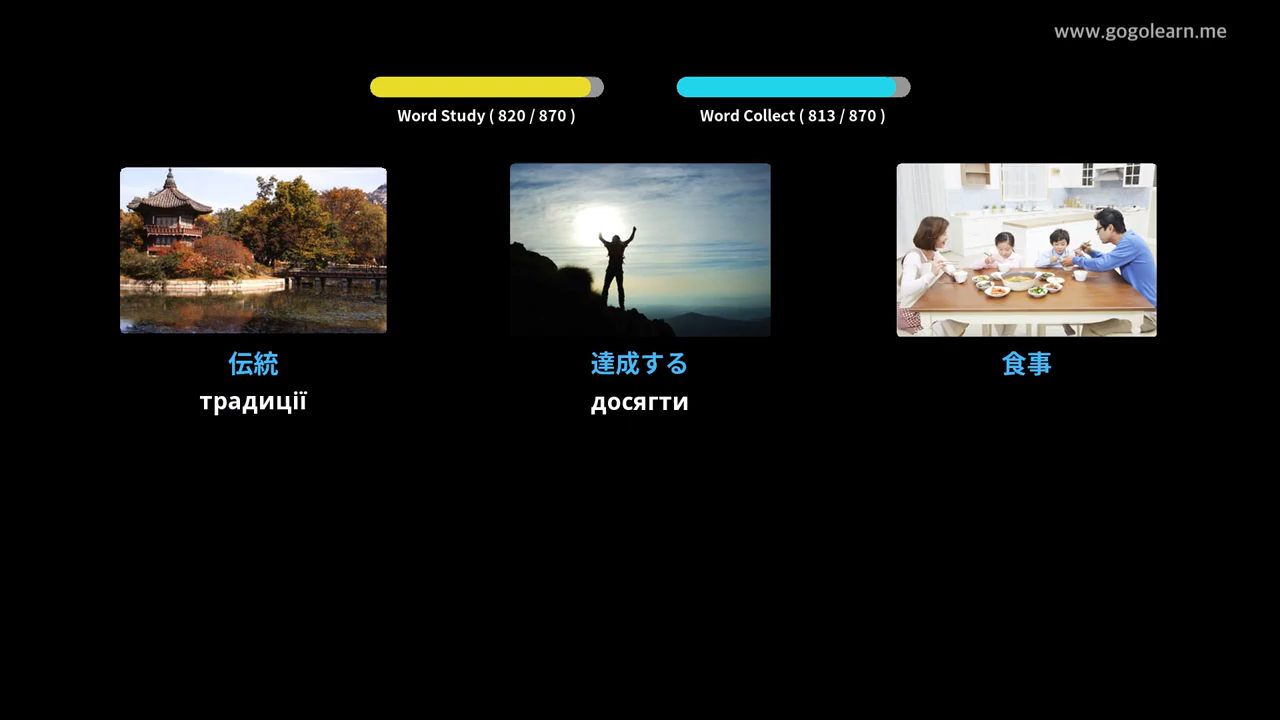 www.gogolearn.me
Word Study ( 820 / 870 )
Word Collect ( 813 / 870 )
伝統
традиції
達成する
досягти
食事